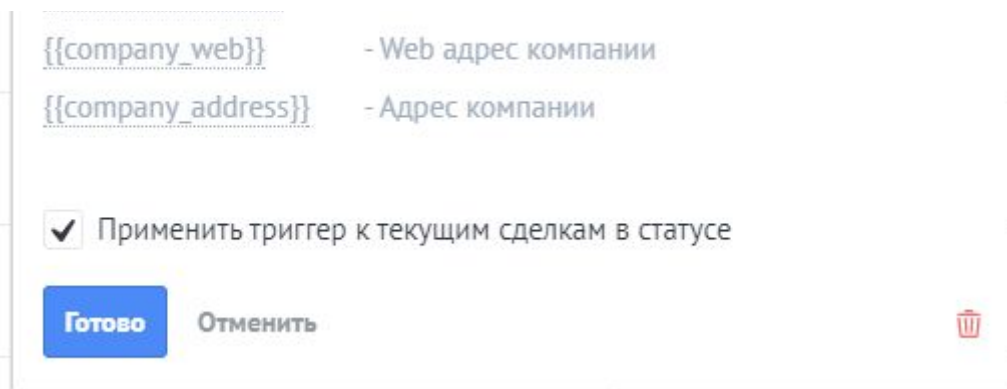 {{company_web}} - Web адрес компании
{{company_address}} - Адрес компании
Применить триггер к текущим сделкам в статусе
Готово Отменить